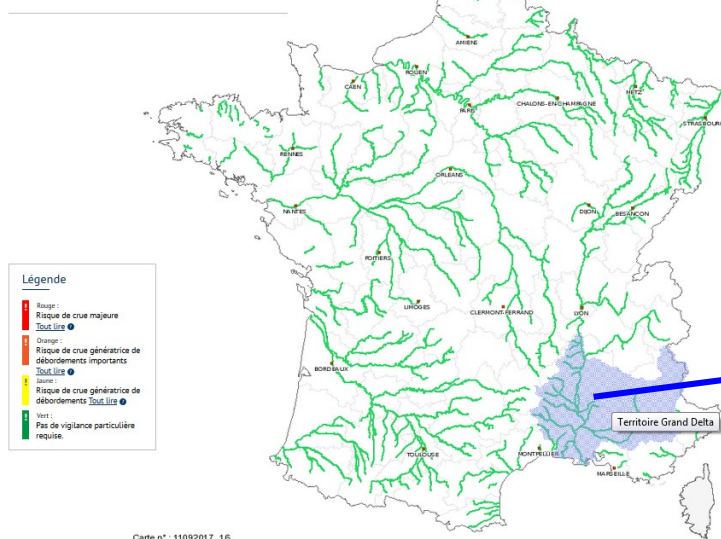 AMIENS
ROUEN
CAEN
METZ
CHALONS-EN-CHAMPAGNE
PARIS
STRASBOURG
RENNES
ORLEANS
NANTES
DIJON
BESANCON
POITIERS
LIMOGES
CLERMONT-FERRAND
LYON
BORDEAUX
Territoire Grand Delta
TOULOUSE
MONTPELLIER
MARSEILLE
Légende
Rouge :
Risque de crue majeure
Tout lire
Orange :
Risque de crue génératrice de
débordements importants
Tout lire
Jaune :
Risque de crue génératrice de
débordements Tout lire
Vert :
Pas de vigilance particulière
requise.
Carte n° : 11092017_16